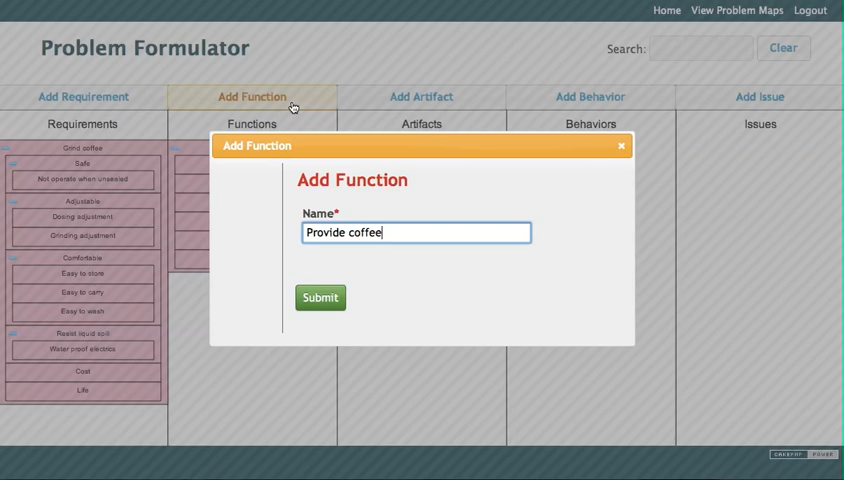 Home View Problem Maps Logout
Problem Formulator
Search: Clear
Add Requirement Add Function Add Artifact Add Behavior Add Issue
Requirements Functions Artifacts Behaviors Issues
Add Function ×
Add Function
Name*
Provide coffee
Submit
Grind coffee
Safe
Not operate when unsealed
Adjustable
Dosing adjustment
Grinding adjustment
Comfortable
Easy to store
Easy to carry
Easy to wash
Resist liquid spill
Water proof electrics
Cost
Life
CAKEPHP POWER